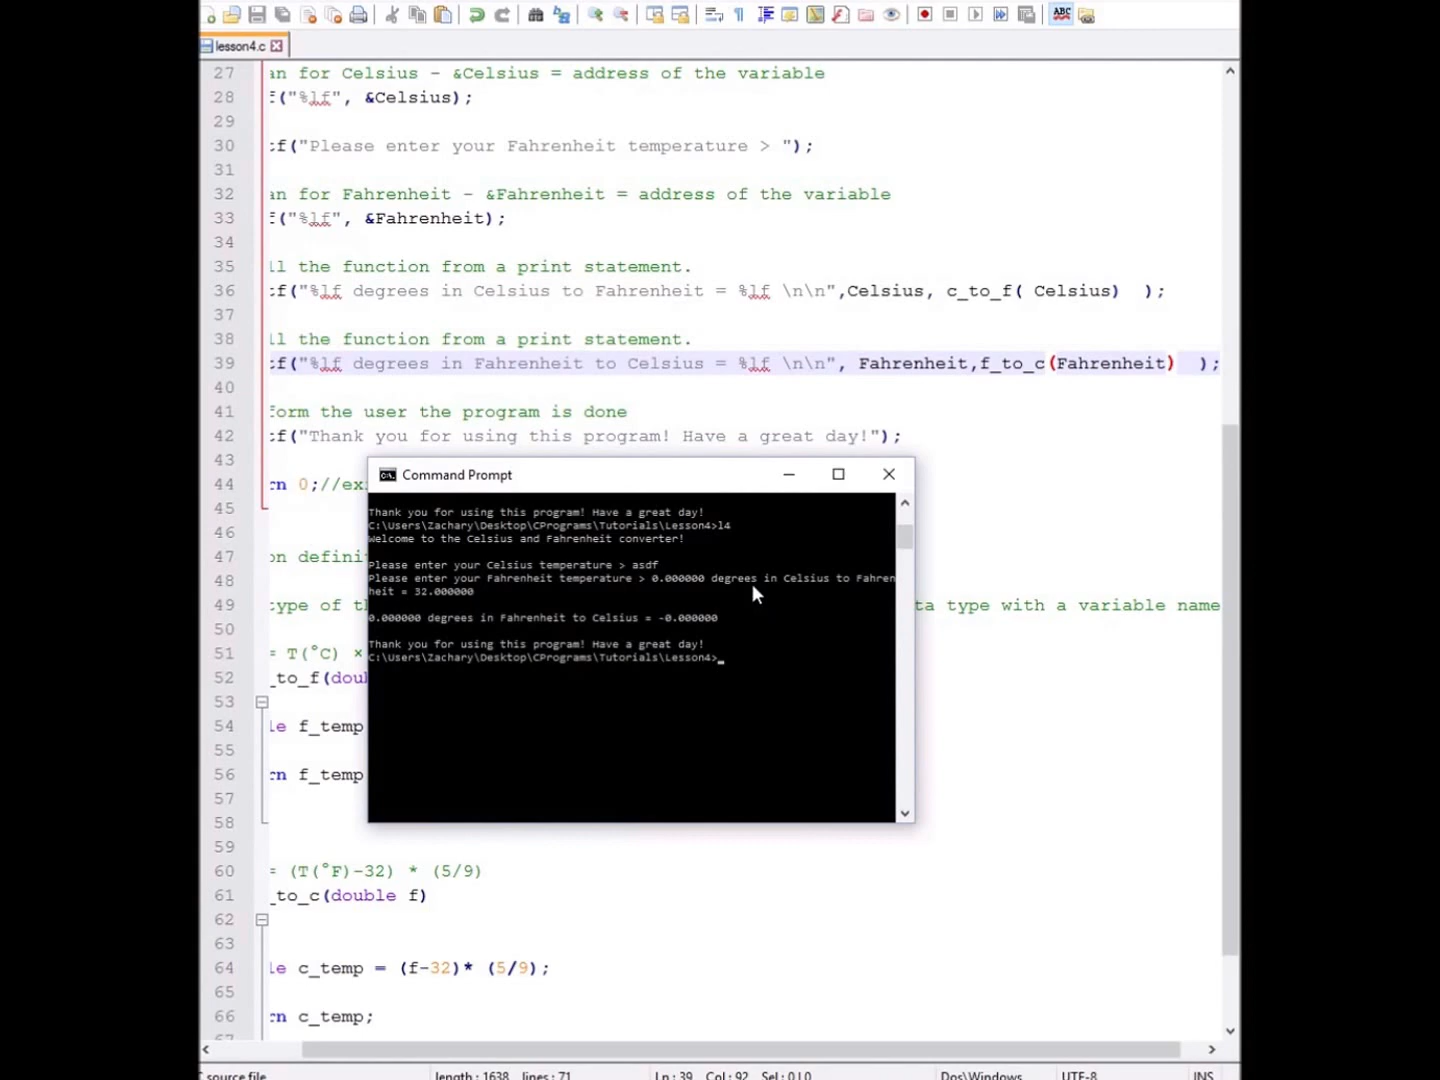 ABC
lesson4.c
27 an for Celsius - &Celsius = address of the variable
28 f("%lf", &Celsius);
29
30 tf("Please enter your Fahrenheit temperature > ");
31
32 an for Fahrenheit - &Fahrenheit = address of the variable
33 f("%lf", &Fahrenheit);
34
35 ll the function from a print statement.
36 tf("%lf degrees in Celsius to Fahrenheit = %lf \n\n",Celsius, c_to_f( Celsius)  );
37
38 ll the function from a print statement.
39 tf("%lf degrees in Fahrenheit to Celsius = %lf \n\n", Fahrenheit,f_to_c(Fahrenheit)  );
40
41 form the user the program is done
42 tf("Thank you for using this program! Have a great day!");
43
44 rn 0;//ex
45
46
47 on defini
48
49 type of t ta type with a variable name
50
51 = T(°C) ×
52 _to_f(dou
53
54 le f_temp
55
56 rn f_temp
57
58
59
60 = (T(°F)-32) * (5/9)
61 _to_c(double f)
62
63
64 le c_temp = (f-32)* (5/9);
65
66 rn c_temp;
67
Command Prompt
Thank you for using this program! Have a great day!
C:\Users\Zachary\Desktop\CPrograms\Tutorials\Lesson4>l4
Welcome to the Celsius and Fahrenheit converter!
Please enter your Celsius temperature > asdf
Please enter your Fahrenheit temperature > 0.000000 degrees in Celsius to Fahren
heit = 32.000000
0.000000 degrees in Fahrenheit to Celsius = -0.000000
Thank you for using this program! Have a great day!
C:\Users\Zachary\Desktop\CPrograms\Tutorials\Lesson4>_
C source file length : 1638 lines : 71 Ln : 39 Col : 92 Sel : 0 | 0 Dos\Windows UTF-8 INS